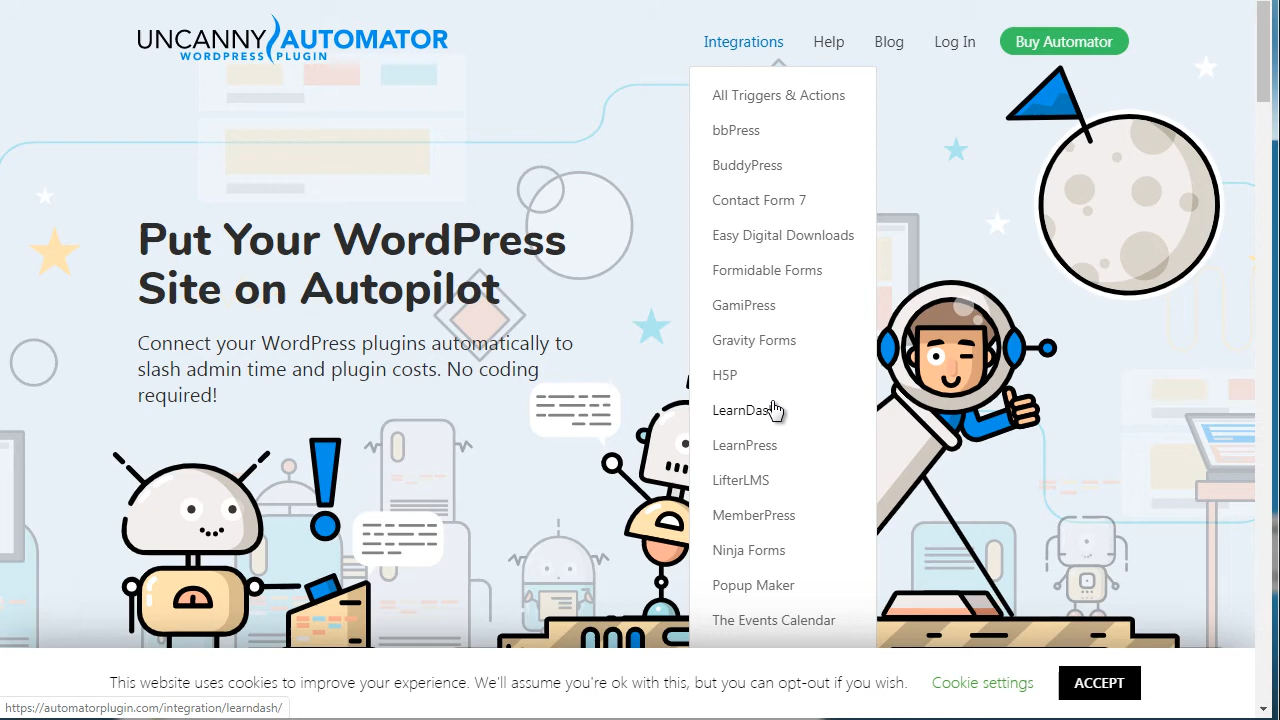 UNCANNY AUTOMATOR
WORDPRESS PLUGIN
Integrations
Help
Blog
Log In
Buy Automator
All Triggers & Actions
bbPress
BuddyPress
Contact Form 7
Easy Digital Downloads
Formidable Forms
GamiPress
Gravity Forms
H5P
LearnDash
LearnPress
LifterLMS
MemberPress
Ninja Forms
Popup Maker
The Events Calendar
Put Your WordPress
Site on Autopilot
Connect your WordPress plugins automatically to
slash admin time and plugin costs. No coding
required!
This website uses cookies to improve your experience. We'll assume you're ok with this, but you can opt-out if you wish.
Cookie settings
ACCEPT
https://automatorplugin.com/integration/learndash/